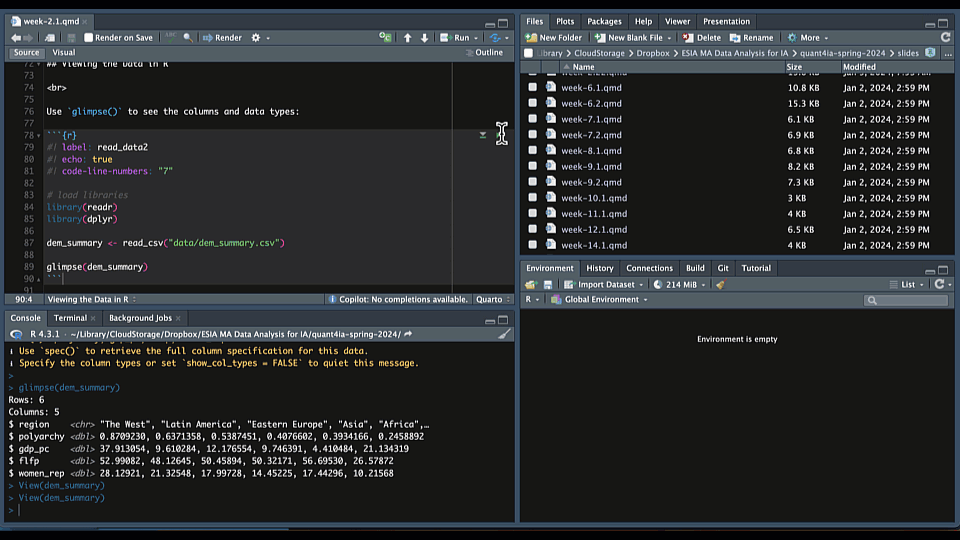 week-2.1.qmd
Render on Save
Render
Run
Source Visual
Outline
72 ## Viewing the Data in R
73
74 <br>
75
76 Use `glimpse()` to see the columns and data types:
77
78 ```{r}
79 #| label: read_data2
80 #| echo: true
81 #| code-line-numbers: "7"
82
83 # load libraries
84 library(readr)
85 library(dplyr)
86
87 dem_summary <- read_csv("data/dem_summary.csv")
88
89 glimpse(dem_summary)
90 ```
91
90:4 Viewing the Data in R
Copilot: No completions available. Quarto
Console Terminal Background Jobs
R 4.3.1 · ~/Library/CloudStorage/Dropbox/ESIA MA Data Analysis for IA/quant4ia-spring-2024/
ℹ Use `spec()` to retrieve the full column specification for this data.
ℹ Specify the column types or set `show_col_types = FALSE` to quiet this message.
>
> glimpse(dem_summary)
Rows: 6
Columns: 5
$ region <chr> "The West", "Latin America", "Eastern Europe", "Asia", "Africa",…
$ polyarchy <dbl> 0.8709230, 0.6371358, 0.5387451, 0.4076602, 0.3934166, 0.2458892
$ gdp_pc <dbl> 37.913054, 9.610284, 12.176554, 9.746391, 4.410484, 21.134319
$ flfp <dbl> 52.99082, 48.12645, 50.45894, 50.32171, 56.69530, 26.57872
$ women_rep <dbl> 28.12921, 21.32548, 17.99728, 14.45225, 17.44296, 10.21568
> View(dem_summary)
> View(dem_summary)
>
Files Plots Packages Help Viewer Presentation
New Folder New Blank File Delete Rename More
Library CloudStorage Dropbox ESIA MA Data Analysis for IA quant4ia-spring-2024 slides ...
Name Size Modified
week-6.1.qmd 10.8 KB Jan 2, 2024, 2:59 PM
week-6.2.qmd 15.3 KB Jan 2, 2024, 2:59 PM
week-7.1.qmd 6.1 KB Jan 2, 2024, 2:59 PM
week-7.2.qmd 6.9 KB Jan 2, 2024, 2:59 PM
week-8.1.qmd 6.8 KB Jan 2, 2024, 2:59 PM
week-9.1.qmd 8.2 KB Jan 2, 2024, 2:59 PM
week-9.2.qmd 7.3 KB Jan 2, 2024, 2:59 PM
week-10.1.qmd 3 KB Jan 2, 2024, 2:59 PM
week-11.1.qmd 4 KB Jan 2, 2024, 2:59 PM
week-12.1.qmd 6.5 KB Jan 2, 2024, 2:59 PM
week-14.1.qmd 4 KB Jan 2, 2024, 2:59 PM
Environment History Connections Build Git Tutorial
Import Dataset 214 MiB List
R Global Environment
Environment is empty